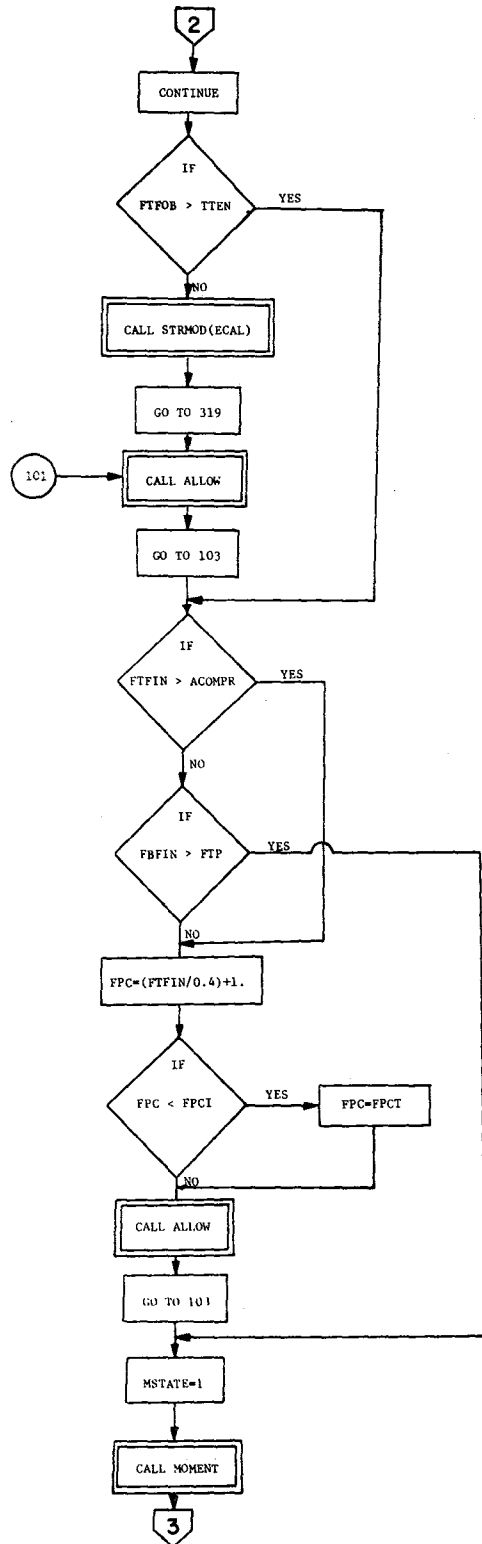 2
CONTINUE
IF
FTFOB > TTEN
YES
NO
CALL STRMOD(ECAL)
GO TO 319
101
CALL ALLOW
GO TO 103
IF
FTFIN > ACOMPR
YES
NO
IF
FBFIN > FTP
YES
NO
FPC=(FTFIN/0.4)+1.
IF
FPC < FPCI
YES
FPC=FPCT
NO
CALL ALLOW
GO TO 103
MSTATE=1
CALL MOMENT
3